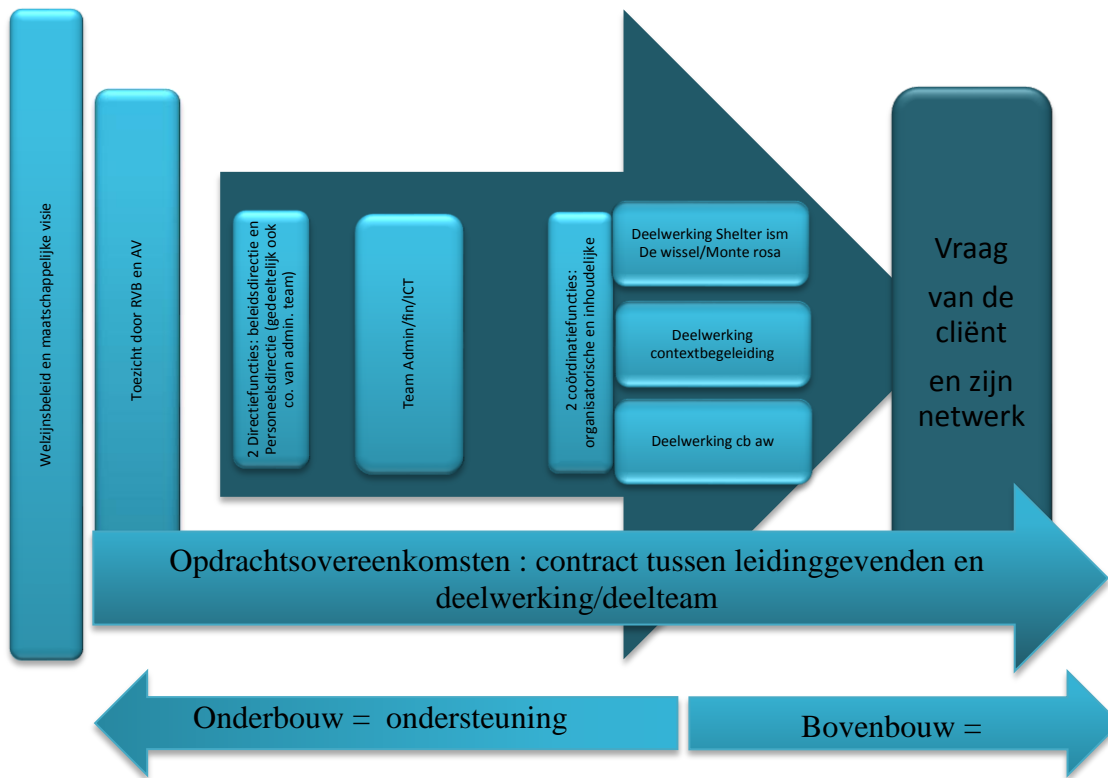 Welzijnsbeleid en maatschappelijke visie
Toezicht door RVB en AV
2 Directiefuncties: beleidsdirectie en
Personeelsdirectie (gedeeltelijk ook
co. van admin. team)
Team Admin/fin/ICT
2 coördinatiefuncties:
organisatorische en inhoudelijke
Deelwerking Shelter ism
De wissel/Monte rosa
Deelwerking
contextbegeleiding
Deelwerking cb aw
Vraag
van de
cliënt
en zijn
netwerk
Opdrachtsovereenkomsten : contract tussen leidinggevenden en
deelwerking/deelteam
Onderbouw = ondersteuning
Bovenbouw =